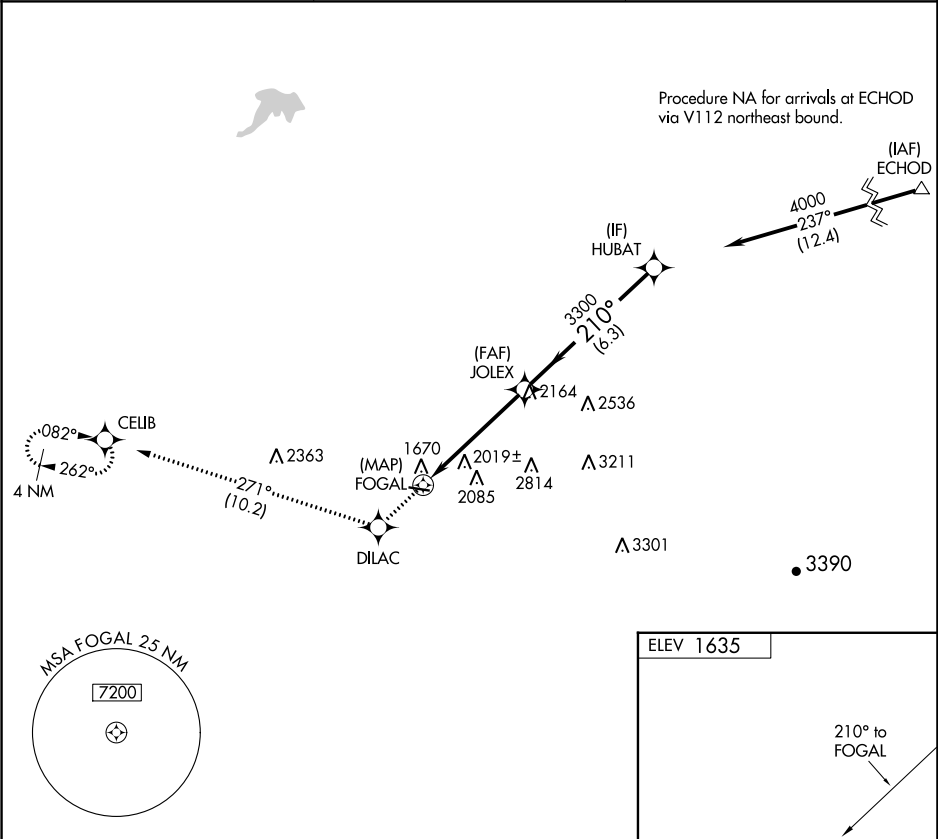 Procedure NA for arrivals at ECHOD
via V112 northeast bound.
(IAF)
ECHOD
4000
237°
(12.4)
(IF)
HUBAT
3300
210°
(6.3)
(FAF)
JOLEX
2164
2536
CELIB
082°
262°
4 NM
2363
271°
(10.2)
1670
(MAP)
FOGAL
2019±
2085
2814
3211
DILAC
3301
3390
MSA FOGAL 25 NM
7200
ELEV 1635
210° to
FOGAL